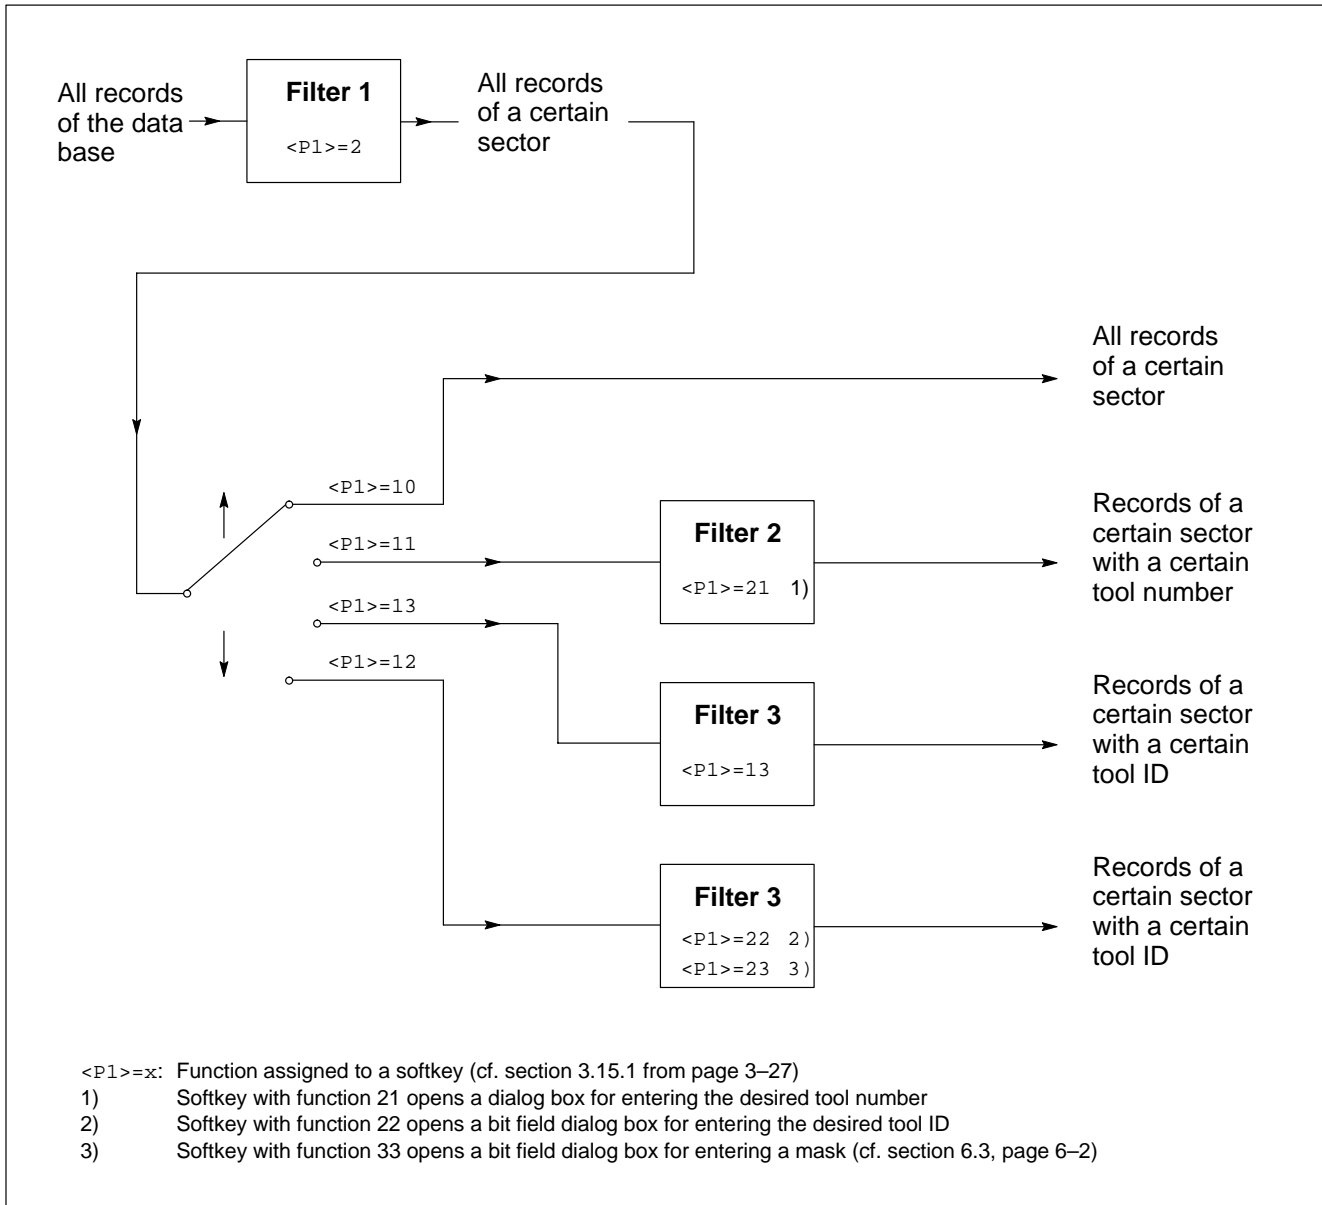 All records
of the data
base
Filter 1
<P1>=2
All records
of a certain
sector
All records
of a certain
sector
<P1>=10
<P1>=11
Filter 2
<P1>=21 1)
Records of a
certain sector
with a certain
tool number
<P1>=13
<P1>=12
Filter 3
<P1>=13
Records of a
certain sector
with a certain
tool ID
Filter 3
<P1>=22 2)
<P1>=23 3)
Records of a
certain sector
with a certain
tool ID
<P1>=x: Function assigned to a softkey (cf. section 3.15.1 from page 3–27)
1) Softkey with function 21 opens a dialog box for entering the desired tool number
2) Softkey with function 22 opens a bit field dialog box for entering the desired tool ID
3) Softkey with function 33 opens a bit field dialog box for entering a mask (cf. section 6.3, page 6–2)